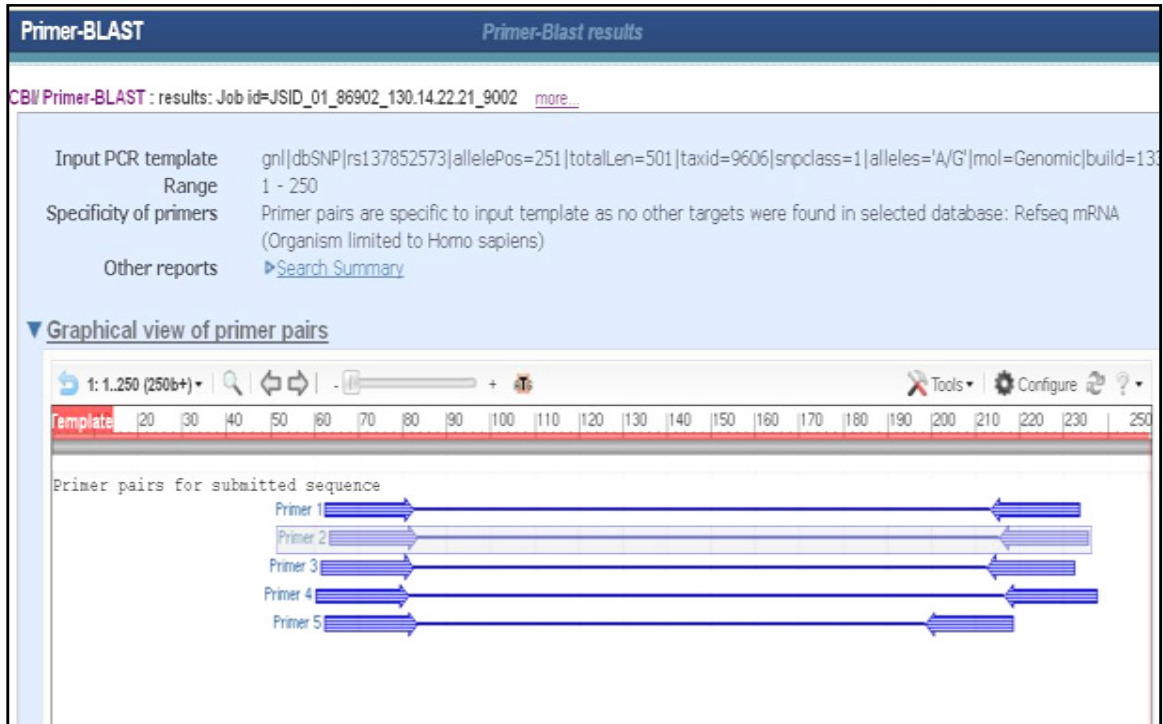 Primer-BLAST Primer-Blast results
CBI/ Primer-BLAST : results: Job id=JSID_01_86902_130.14.22.21_9002 more...
Input PCR template gnl|dbSNP|rs137852573|allelePos=251|totalLen=501|taxid=9606|snpclass=1|alleles='A/G'|mol=Genomic|build=133
Range 1 - 250
Specificity of primers Primer pairs are specific to input template as no other targets were found in selected database: Refseq mRNA
(Organism limited to Homo sapiens)
Other reports Search Summary
Graphical view of primer pairs
1: 1..250 (250b+) - + Tools Configure ?
Template |20 |30 |40 |50 |60 |70 |80 |90 |100 |110 |120 |130 |140 |150 |160 |170 |180 |190 |200 |210 |220 |230 | 250
Primer pairs for submitted sequence
Primer 1
Primer 2
Primer 3
Primer 4
Primer 5